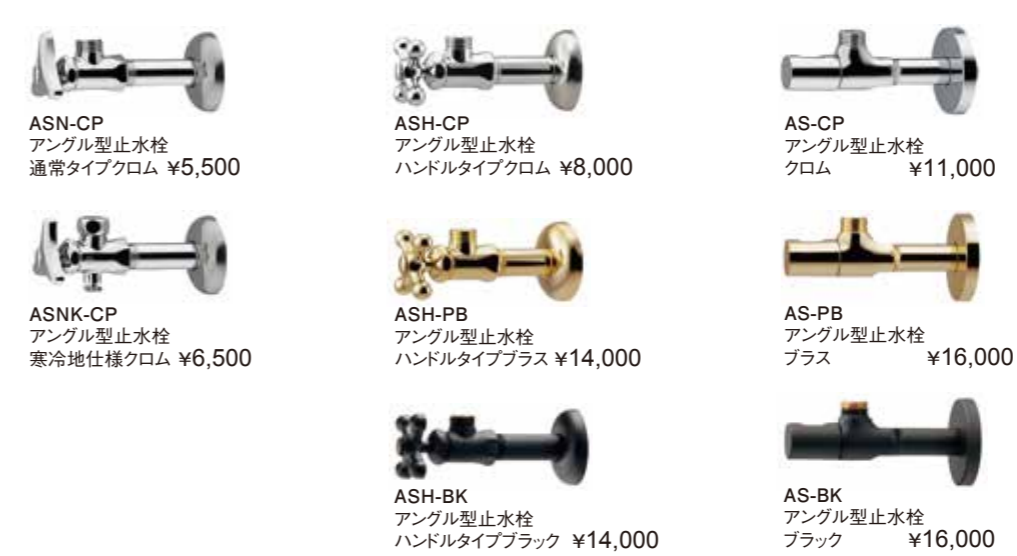 ASN-CP
アングル型止水栓
通常タイプクロム ¥5,500
ASH-CP
アングル型止水栓
ハンドルタイプクロム ¥8,000
AS-CP
アングル型止水栓
クロム ¥11,000
ASNK-CP
アングル型止水栓
寒冷地仕様クロム ¥6,500
ASH-PB
アングル型止水栓
ハンドルタイプブラス ¥14,000
AS-PB
アングル型止水栓
ブラス ¥16,000
ASH-BK
アングル型止水栓
ハンドルタイプブラック ¥14,000
AS-BK
アングル型止水栓
ブラック ¥16,000